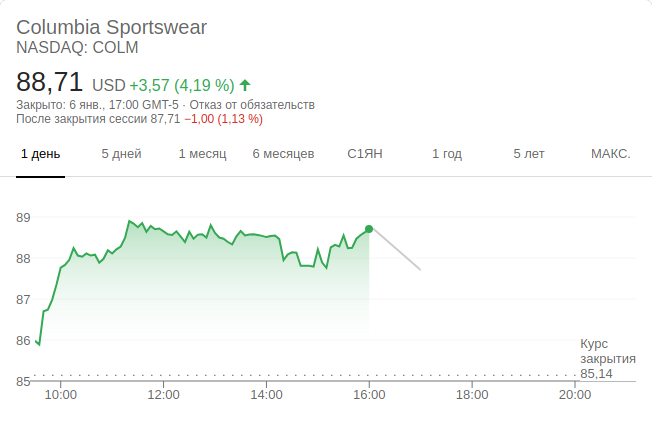 Columbia Sportswear
NASDAQ: COLM
88,71 USD +3,57 (4,19 %)
Закрыто: 6 янв., 17:00 GMT-5 · Отказ от обязательств
После закрытия сессии 87,71 −1,00 (1,13 %)
1 день 5 дней 1 месяц 6 месяцев С1ЯН 1 год 5 лет МАКС.
89
88
87
86
85
Курс
закрытия
85,14
10:00 12:00 14:00 16:00 18:00 20:00